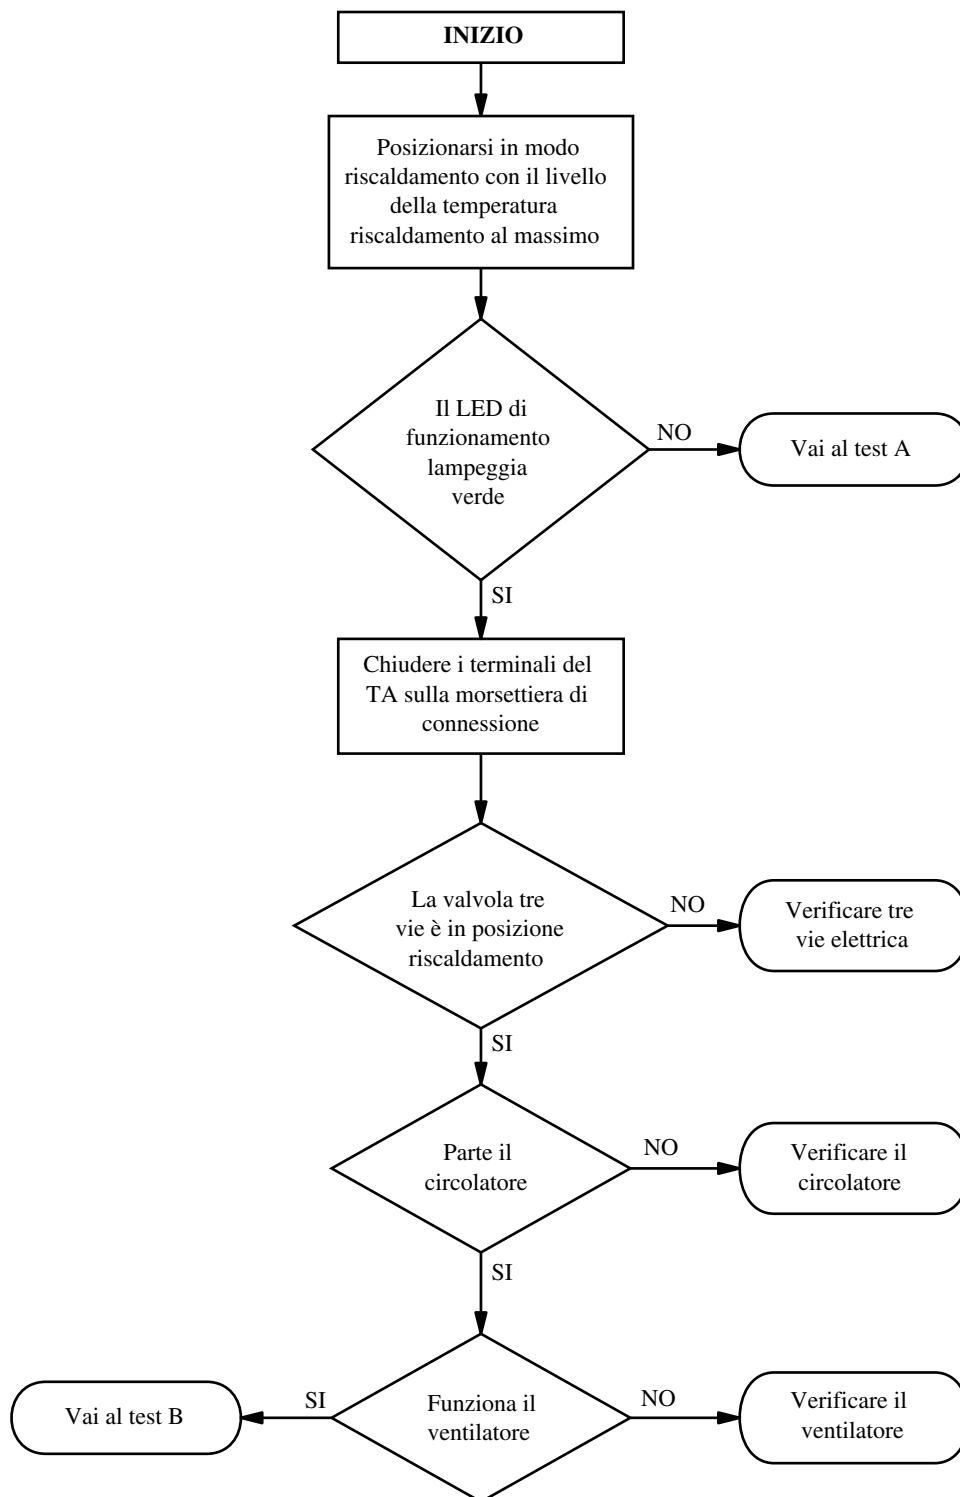 INIZIO
Posizionarsi in modo
riscaldamento con il livello
della temperatura
riscaldamento al massimo
Il LED di
funzionamento
lampeggia
verde
NO
Vai al test A
SI
Chiudere i terminali del
TA sulla morsettiera di
connessione
La valvola tre
vie è in posizione
riscaldamento
NO
Verificare tre
vie elettrica
SI
Parte il
circolatore
NO
Verificare il
circolatore
SI
Vai al test B
SI
Funziona il
ventilatore
NO
Verificare il
ventilatore